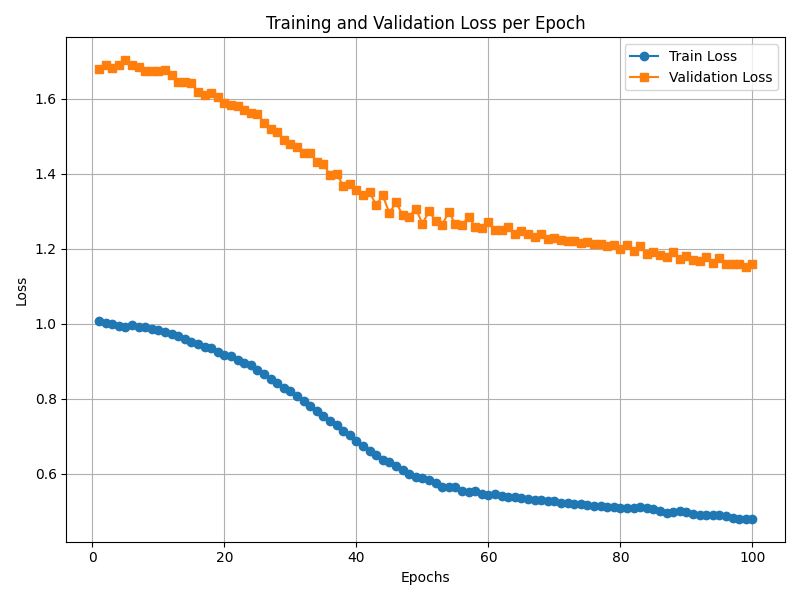 Training and Validation Loss per Epoch
Train Loss
Validation Loss
Loss
1.6
1.4
1.2
1.0
0.8
0.6
0 20 40 60 80 100
Epochs